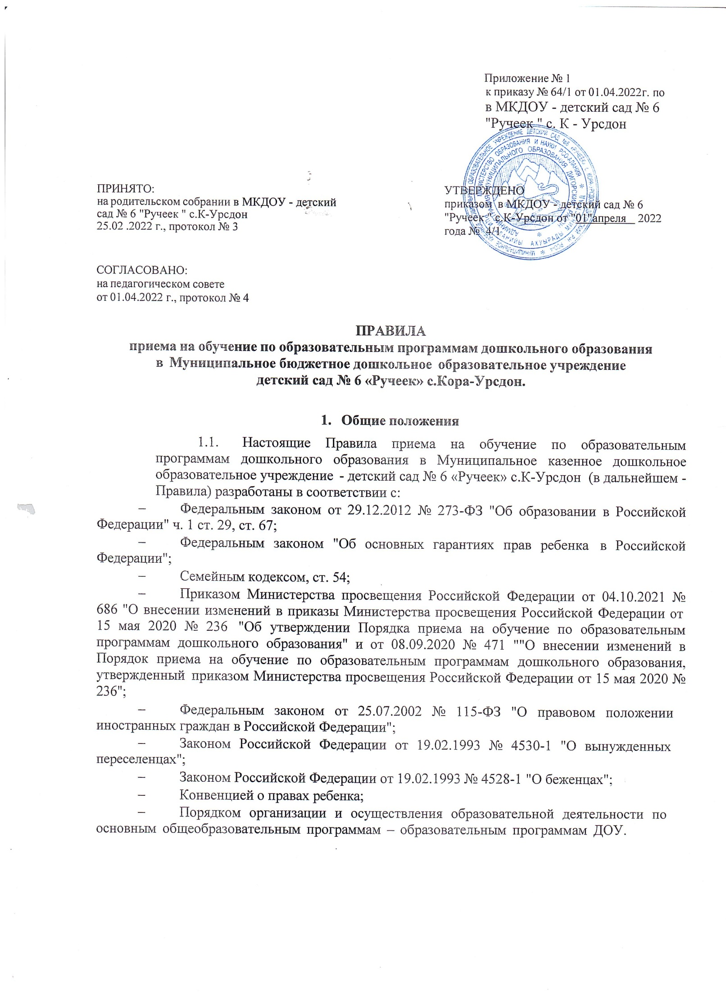 Приложение № 1
к приказу № 64/1 от 01.04.2022г. по
в МКДОУ - детский сад № 6
"Ручеек " с. К - Урсдон
ПРИНЯТО:
на родительском собрании в МКДОУ - детский
сад № 6 "Ручеек " с.К-Урсдон
25.02 .2022 г., протокол № 3
УТВЕРЖДЕНО
приказом в МКДОУ - детский сад № 6
"Ручеек " с.К-Урсдон от "01"апреля__ 2022
года № 4/1
МУНИЦИПАЛЬНОЕ КАЗЕННОЕ ДОШКОЛЬНОЕ ОБРАЗОВАТЕЛЬНОЕ УЧРЕЖДЕНИЕ ДЕТСКИЙ САД №6 «РУЧЕЕК» С. КОРА-УРСДОН
МИНИСТЕРСТВО ОБРАЗОВАНИЯ И НАУКИ РСО-АЛАНИЯ
АДМИНИСТРАЦИЯ МУНИЦИПАЛЬНОГО ОБРАЗОВАНИЯ ДИГОРСКИЙ РАЙОН
СОГЛАСОВАНО:
на педагогическом совете
от 01.04.2022 г., протокол № 4
ПРАВИЛА
приема на обучение по образовательным программам дошкольного образования
в Муниципальное бюджетное дошкольное образовательное учреждение
детский сад № 6 «Ручеек» с.Кора-Урсдон.
1. Общие положения
1.1. Настоящие Правила приема на обучение по образовательным
программам дошкольного образования в Муниципальное казенное дошкольное
образовательное учреждение - детский сад № 6 «Ручеек» с.К-Урсдон (в дальнейшем -
Правила) разработаны в соответствии с:
– Федеральным законом от 29.12.2012 № 273-ФЗ "Об образовании в Российской
Федерации" ч. 1 ст. 29, ст. 67;
– Федеральным законом "Об основных гарантиях прав ребенка в Российской
Федерации";
– Семейным кодексом, ст. 54;
– Приказом Министерства просвещения Российской Федерации от 04.10.2021 №
686 "О внесении изменений в приказы Министерства просвещения Российской Федерации от
15 мая 2020 № 236 "Об утверждении Порядка приема на обучение по образовательным
программам дошкольного образования" и от 08.09.2020 № 471 ""О внесении изменений в
Порядок приема на обучение по образовательным программам дошкольного образования,
утвержденный приказом Министерства просвещения Российской Федерации от 15 мая 2020 №
236";
– Федеральным законом от 25.07.2002 № 115-ФЗ "О правовом положении
иностранных граждан в Российской Федерации";
– Законом Российской Федерации от 19.02.1993 № 4530-1 "О вынужденных
переселенцах";
– Законом Российской Федерации от 19.02.1993 № 4528-1 "О беженцах";
– Конвенцией о правах ребенка;
– Порядком организации и осуществления образовательной деятельности по
основным общеобразовательным программам – образовательным программам ДОУ.